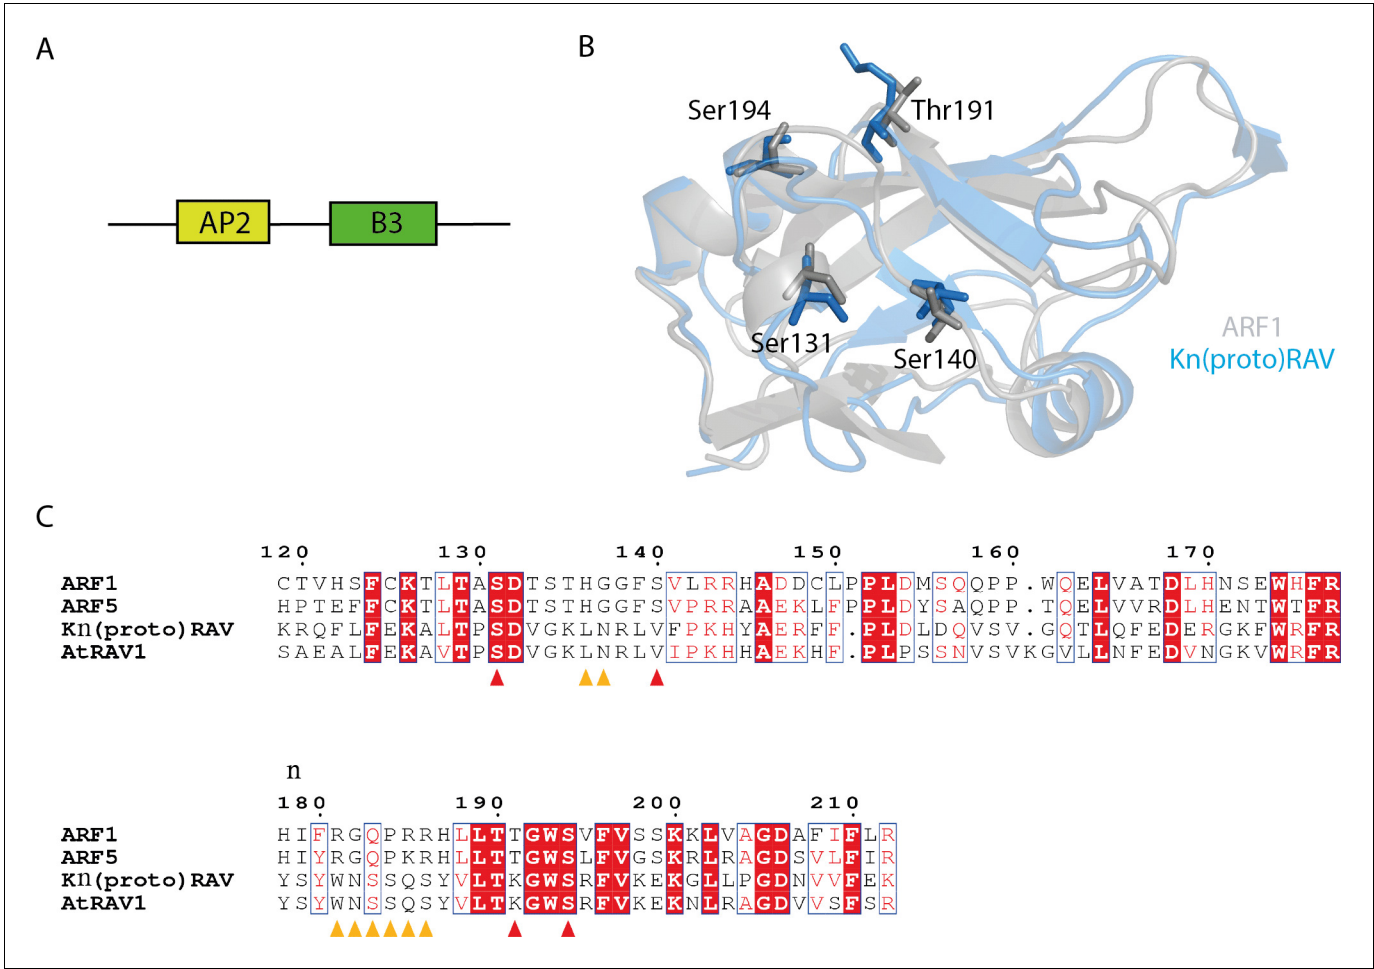 A
AP2
B3
B
Ser194
Thr191
Ser131
Ser140
ARF1
Kn(proto)RAV
C
120 130 140 150 160 170
ARF1 CTVHSFCKTLTASDTSTHGGFSVLRRHADDCLPPLDMSQQPP.WQELVATDLHNSEWHFR
ARF5 HPTEFFCKTLTASDTSTHGGFSVPRRAAEKLFPPLDYSAQPP.TQELVVRDLHENTWTFR
Kn(proto)RAV KRQFLFEKALTPSDVGKLNRLVFPKHYAERFF.PLDLDQVSV.GQTLQFEDERGKFWRFR
AtRAV1 SAEALFEKAVTPSDVGKLNRLVIPKHHAEKHF.PLPSSNVSVKGVLLNFEDVNGKVWRFR
n
180 190 200 210
ARF1 HIFRGQPRRHLLTTGWSVFVSSKKLVAGDAFIFLR
ARF5 HIYRGQPKRHLLTTGWSLFVGSKRLRAGDSVLFIR
Kn(proto)RAV YSYWNSSQSYVLTKGWSRFVKEKGLLPGDNVVFEK
AtRAV1 YSYWNSSQSYVLTKGWSRFVKEKNLRAGDVVSFSR